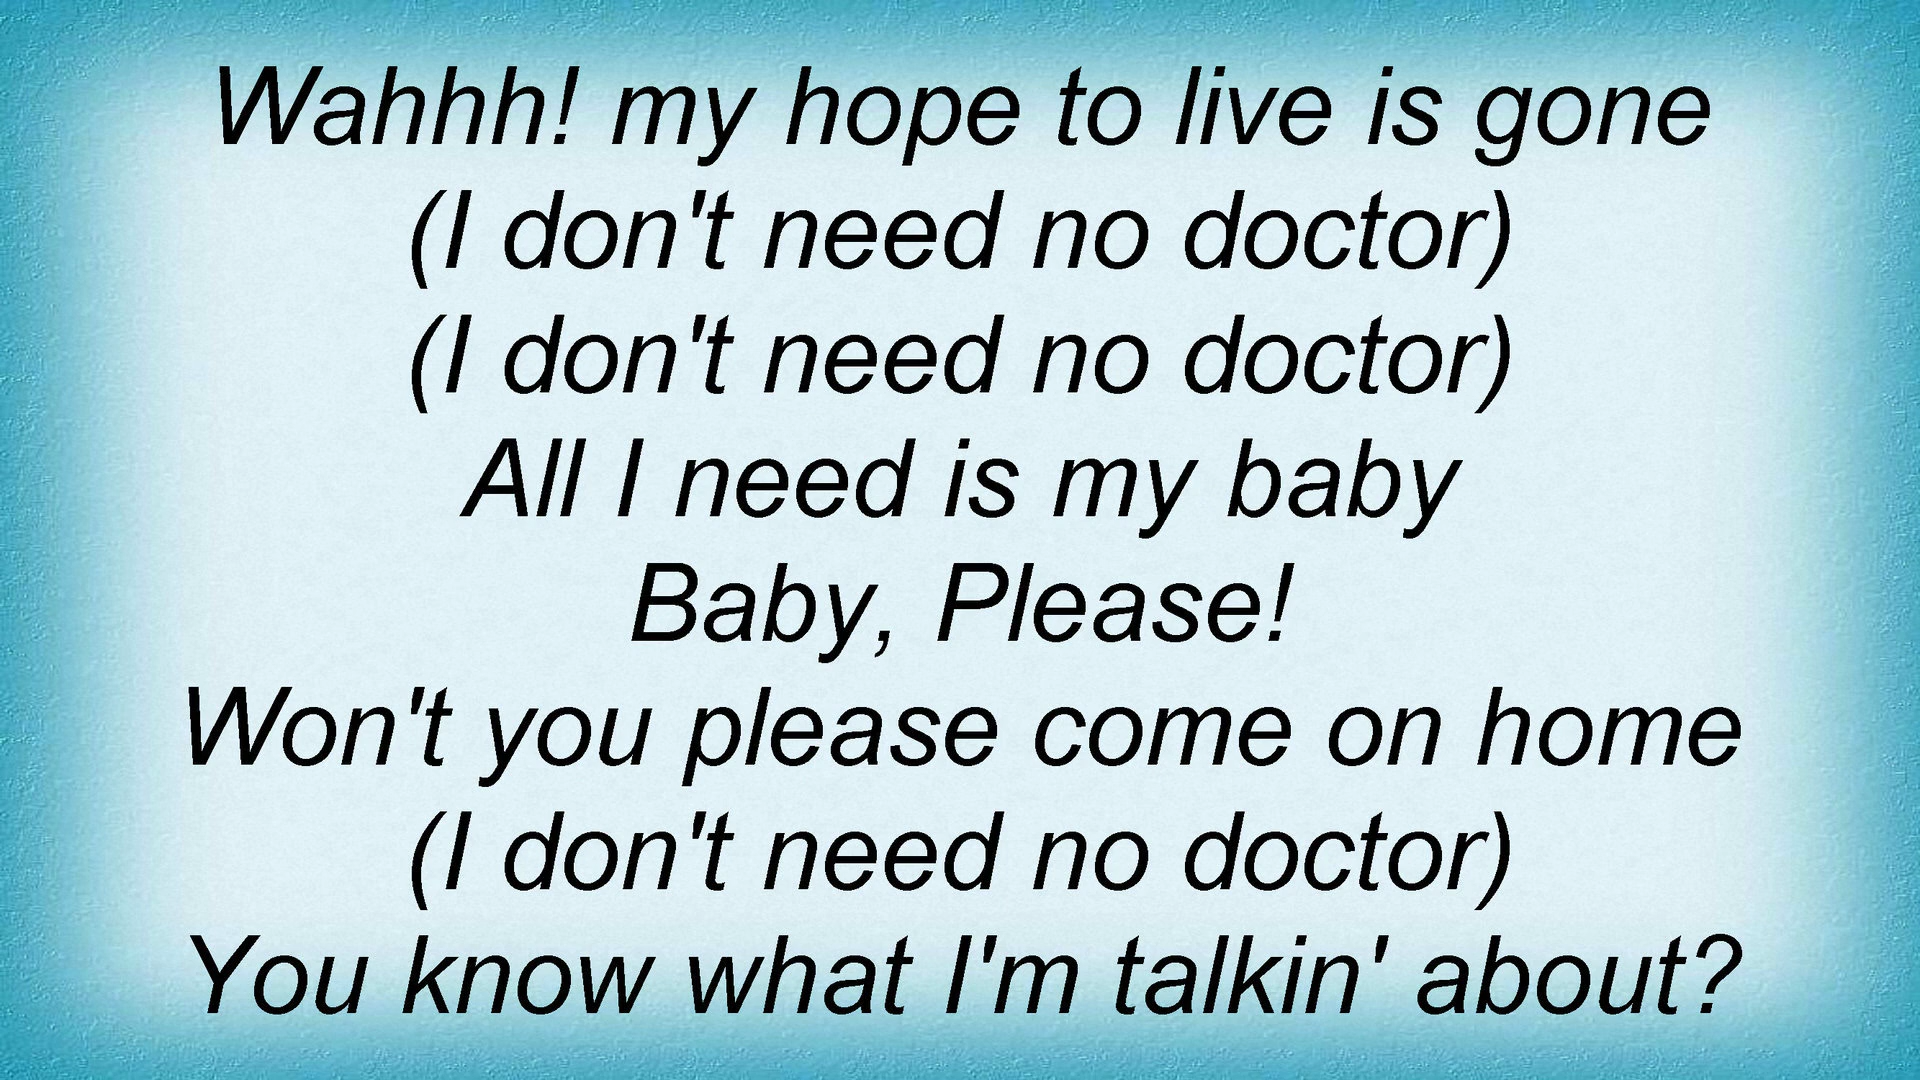 Wahhh! my hope to live is gone
(I don't need no doctor)
(I don't need no doctor)
All I need is my baby
Baby, Please!
Won't you please come on home
(I don't need no doctor)
You know what I'm talkin' about?